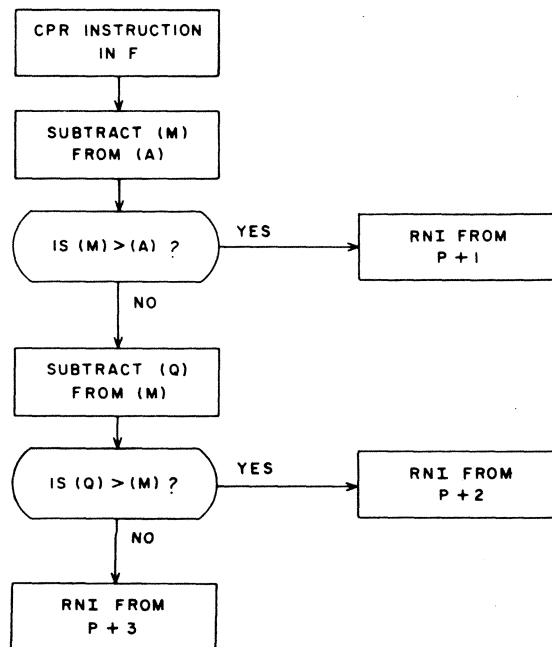 CPR INSTRUCTION
IN F
SUBTRACT (M)
FROM (A)
IS (M) > (A) ?
YES
RNI FROM
P + 1
NO
SUBTRACT (Q)
FROM (M)
IS (Q) > (M) ?
YES
RNI FROM
P + 2
NO
RNI FROM
P + 3